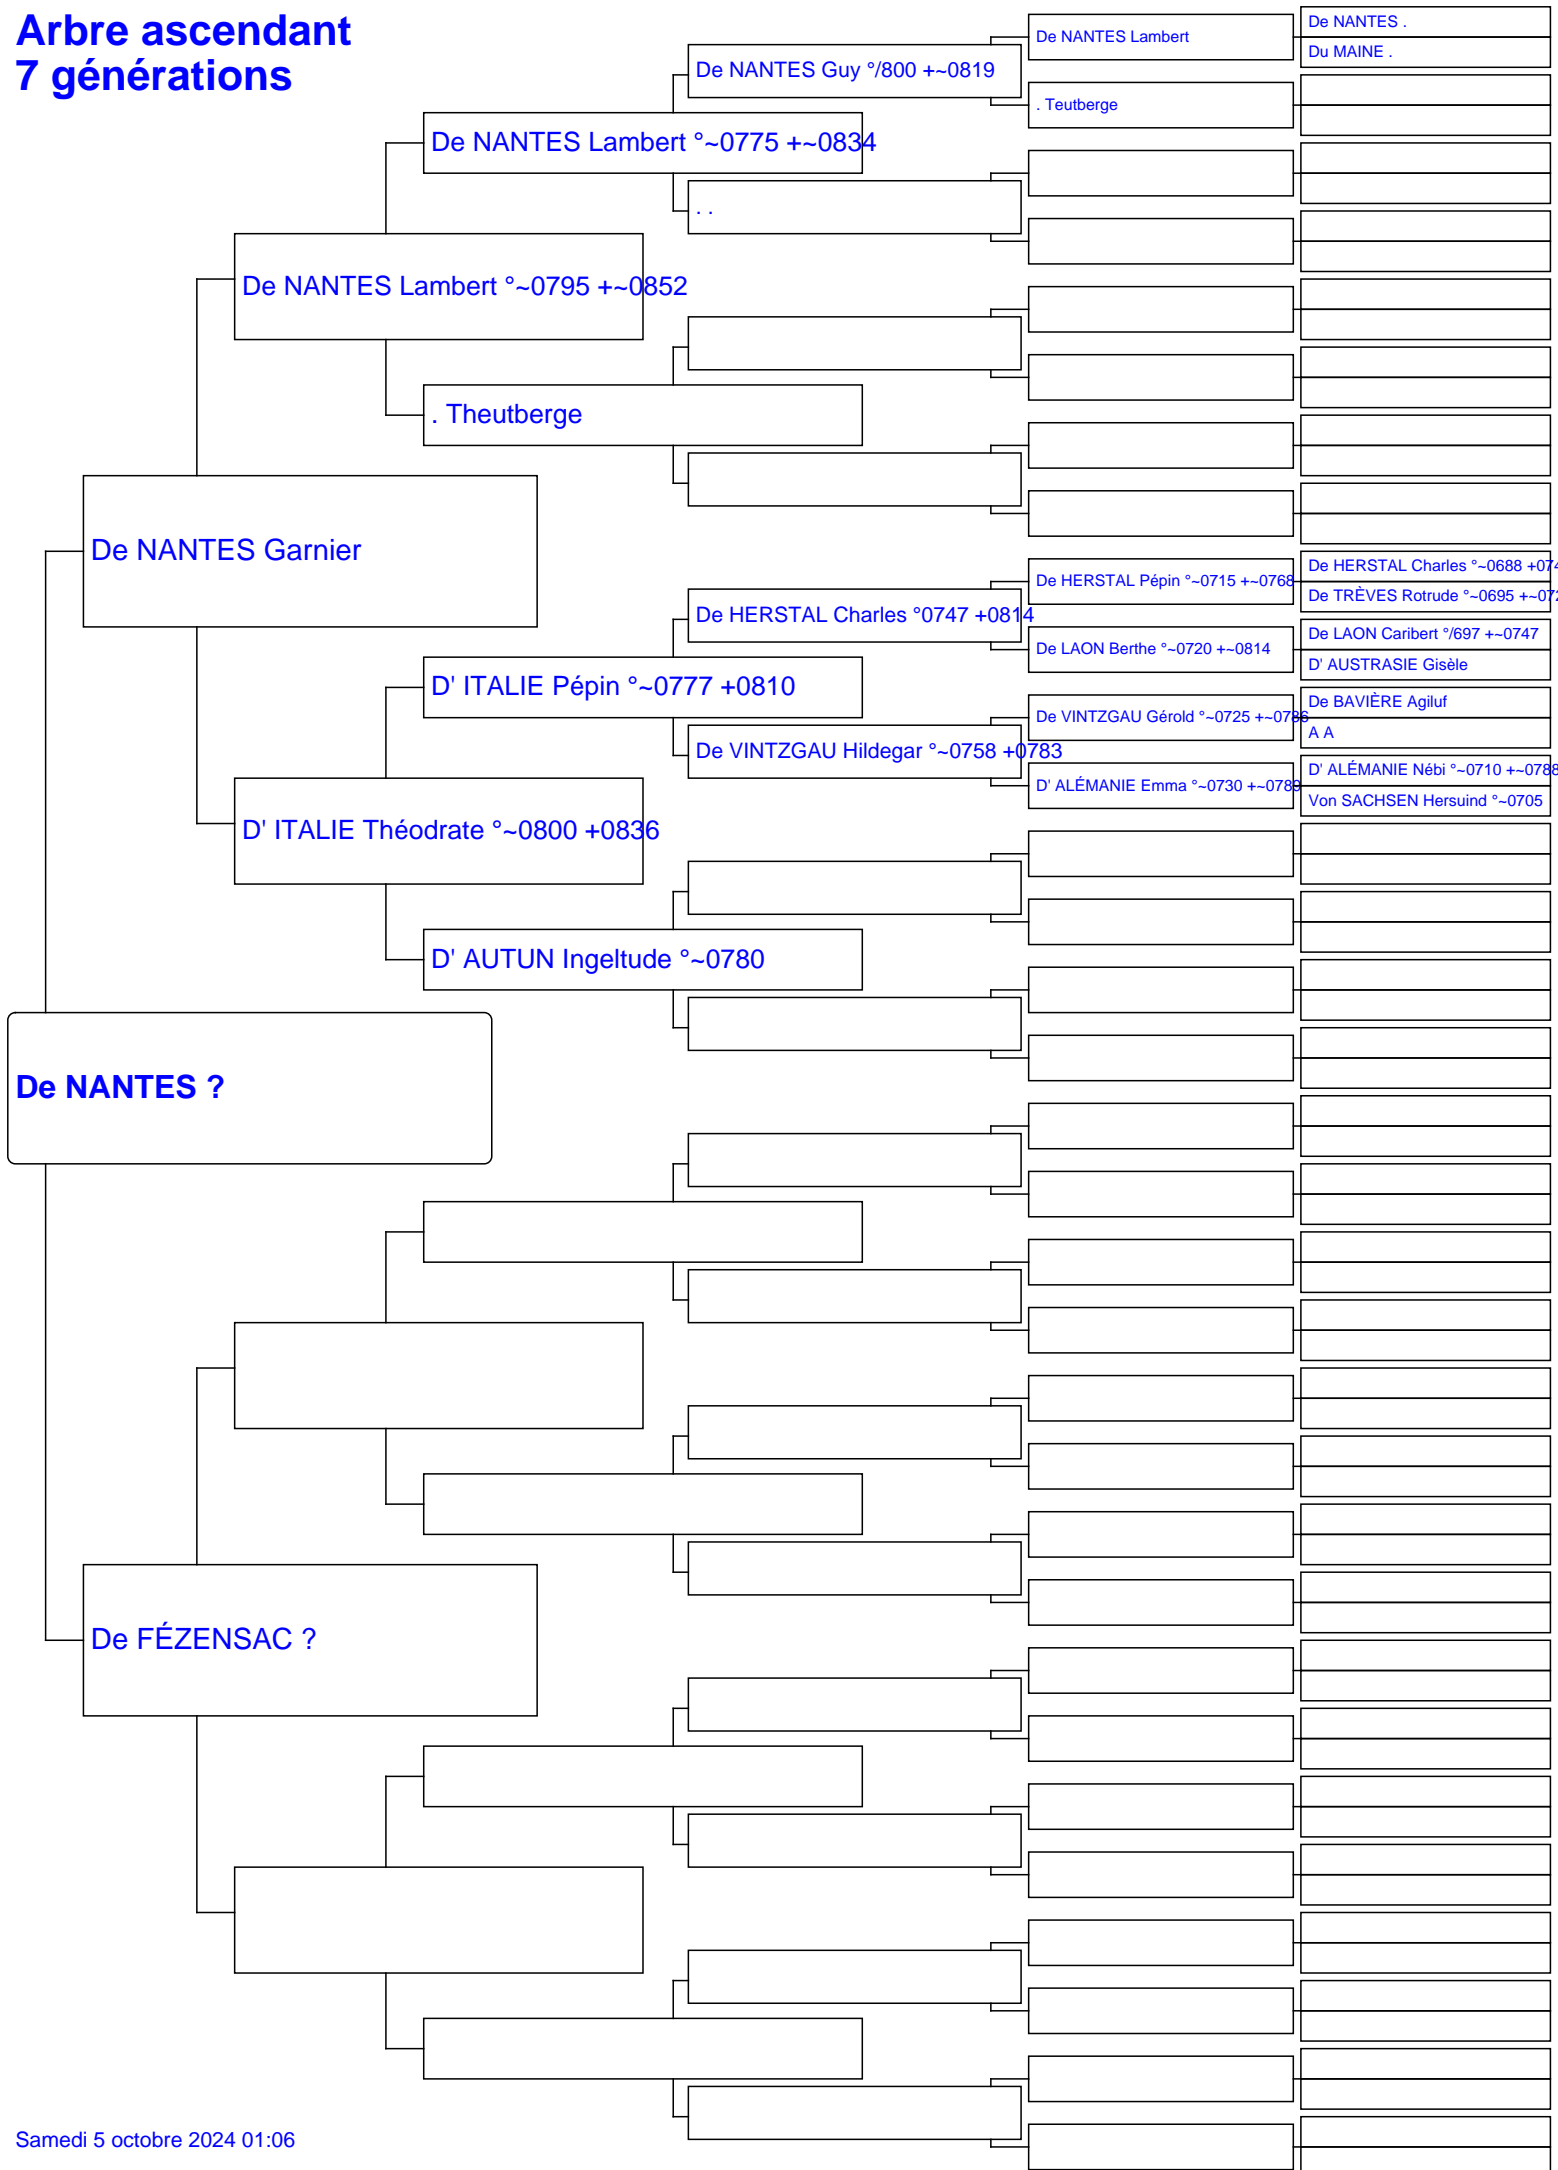 Arbre ascendant
7 générations
De NANTES .
Du MAINE .
De NANTES Lambert
. Teutberge
De NANTES Guy °/800 +~0819
De NANTES Lambert °~0775 +~0834
. .
De NANTES Lambert °~0795 +~0852
. Theutberge
De NANTES Garnier
De HERSTAL Charles °~0688 +074
De HERSTAL Pépin °~0715 +~0768
De TRÈVES Rotrude °~0695 +~072
De HERSTAL Charles °0747 +0814
De LAON Caribert °/697 +~0747
De LAON Berthe °~0720 +~0814
D' AUSTRASIE Gisèle
D' ITALIE Pépin °~0777 +0810
De BAVIÈRE Agiluf
De VINTZGAU Gérold °~0725 +~0786
A A
De VINTZGAU Hildegar °~0758 +0783
D' ALÉMANIE Nébi °~0710 +~0788
D' ALÉMANIE Emma °~0730 +~0789
Von SACHSEN Hersuind °~0705
D' ITALIE Théodrate °~0800 +0836
D' AUTUN Ingeltude °~0780
De NANTES ?
De FÉZENSAC ?
Samedi 5 octobre 2024 01:06